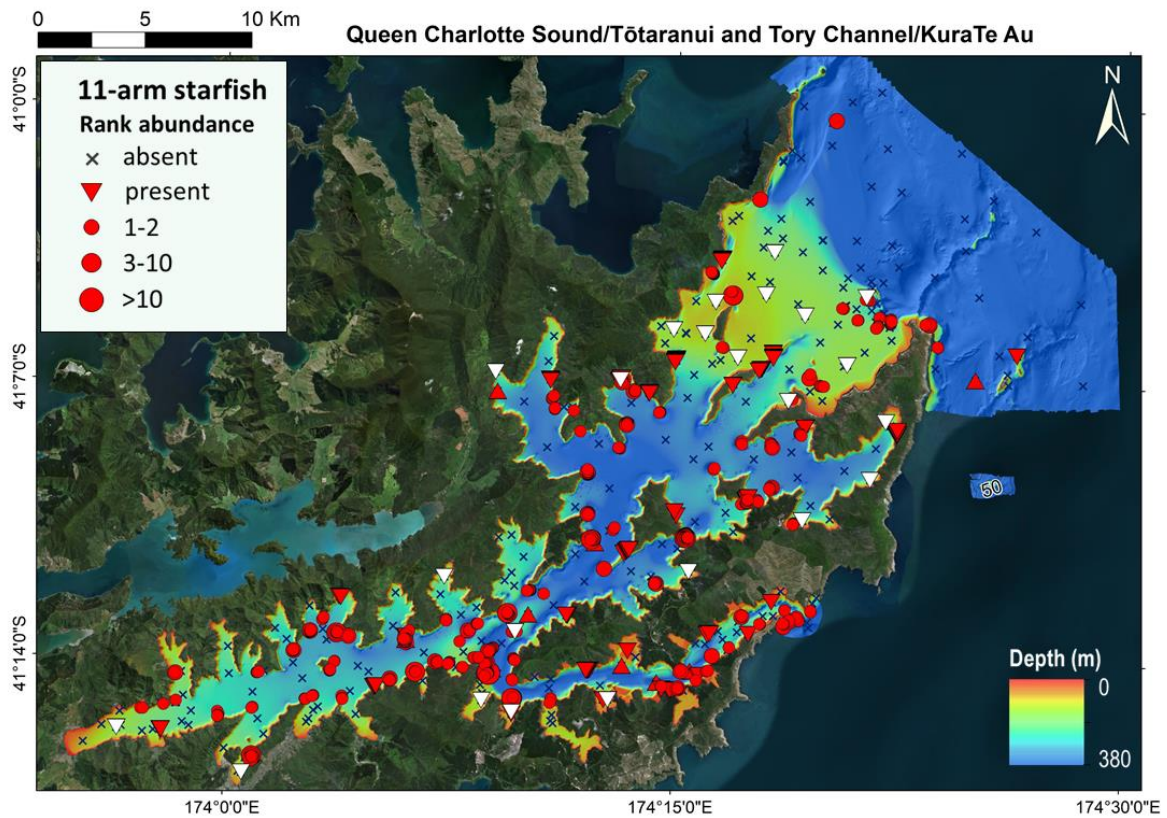 0 5 10 Km
Queen Charlotte Sound/Tōtaranui and Tory Channel/KuraTe Au
11-arm starfish
Rank abundance
absent
present
1-2
3-10
>10
N
41°0'0"S
41°7'0"S
41°14'0"S
50
Depth (m)
0
380
174°0'0"E 174°15'0"E 174°30'0"E